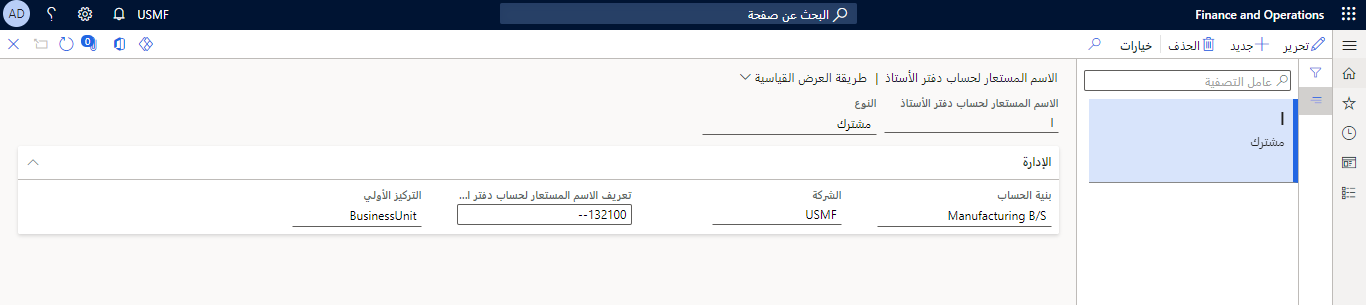 Finance and Operations
البحث عن صفحة
USMF
AD
تحرير
جديد
الحذف
خيارات
0
عامل التصفية
ا
مشترك
الاسم المستعار لحساب دفتر الأستاذ | طريقة العرض القياسية
الاسم المستعار لحساب دفتر الأستاذ
النوع
ا
مشترك
الإدارة
بنية الحساب
الشركة
تعريف الاسم المستعار لحساب دفتر ا...
التركيز الأولي
Manufacturing B/S
USMF
132100--
BusinessUnit